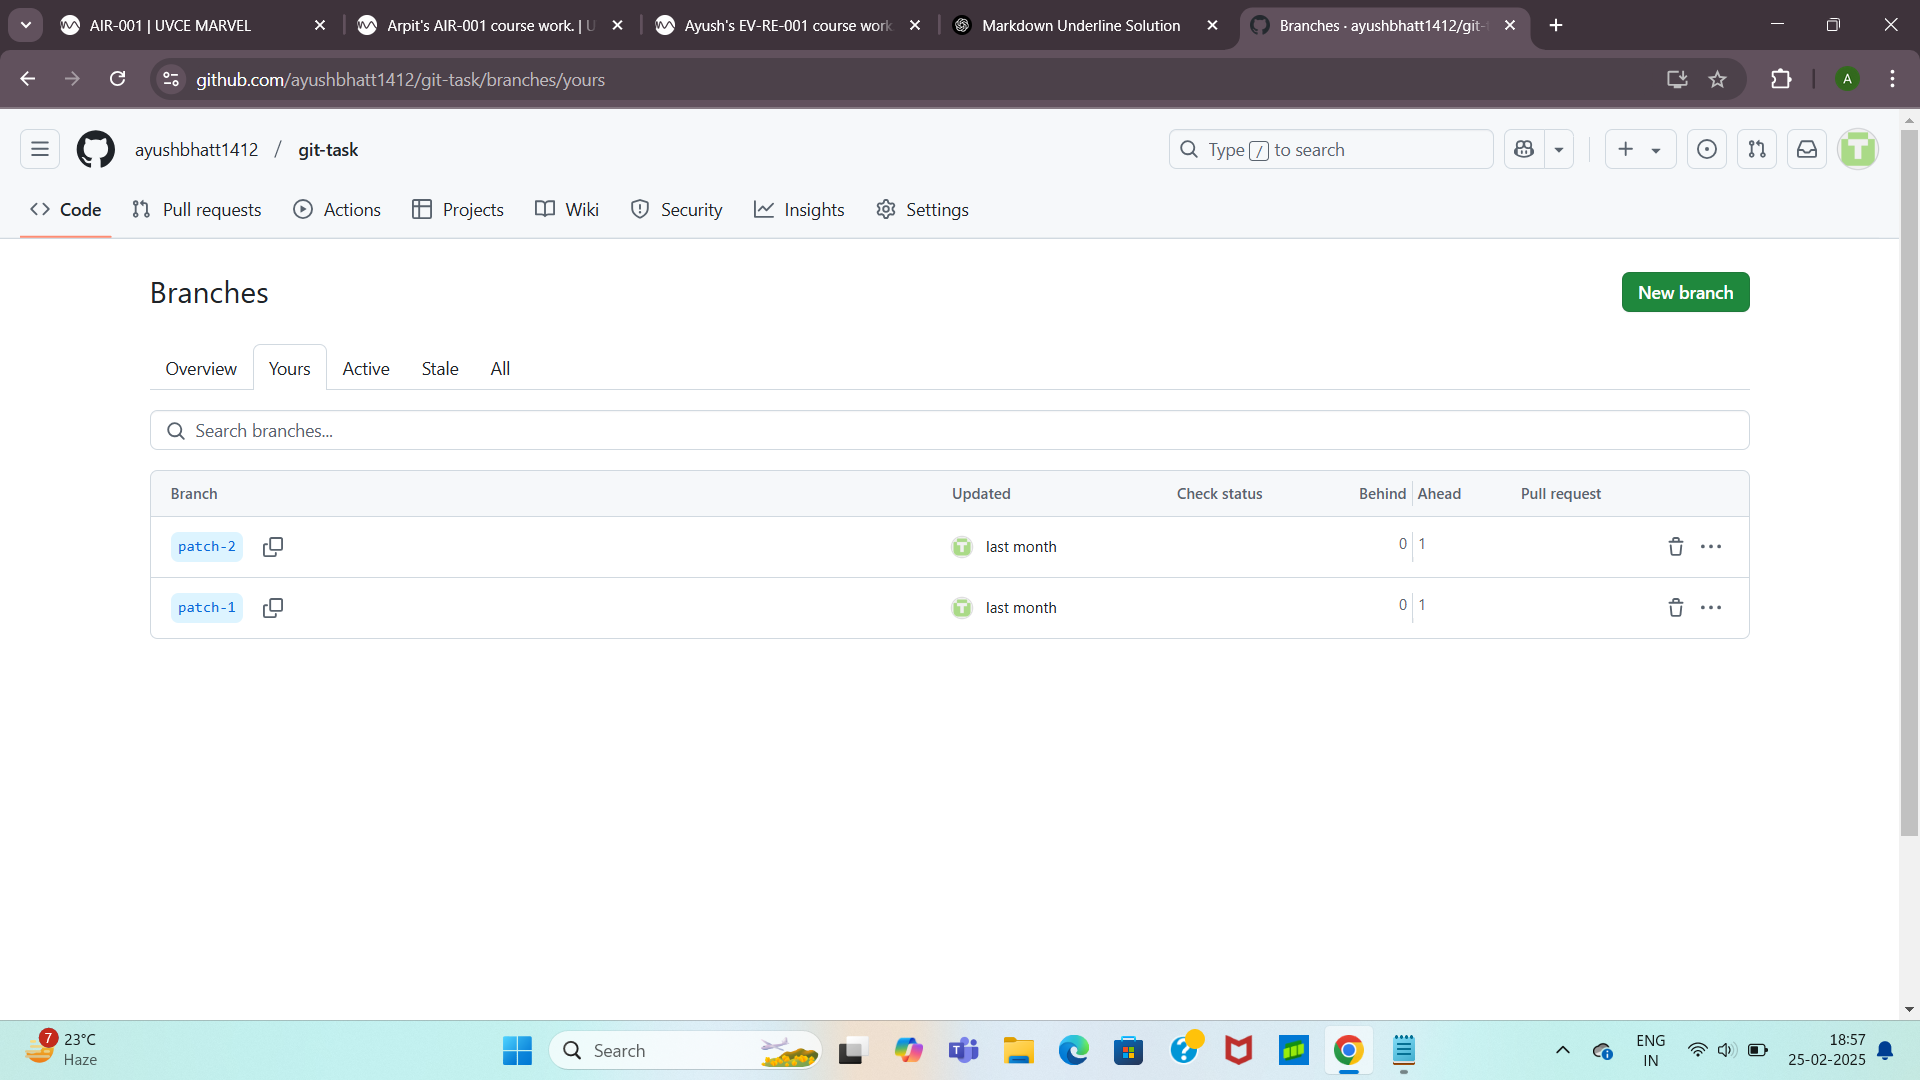 AIR-001 | UVCE MARVEL
Arpit's AIR-001 course work. | U
Ayush's EV-RE-001 course work
Markdown Underline Solution
Branches · ayushbhatt1412/git-t
github.com/ayushbhatt1412/git-task/branches/yours
A
ayushbhatt1412 / git-task
Type / to search
Code
Pull requests
Actions
Projects
Wiki
Security
Insights
Settings
Branches
New branch
Overview
Yours
Active
Stale
All
Search branches...
Branch Updated Check status Behind Ahead Pull request
patch-2 last month 0 1
patch-1 last month 0 1
7
23°C
Haze
Search
ENG
IN
18:57
25-02-2025